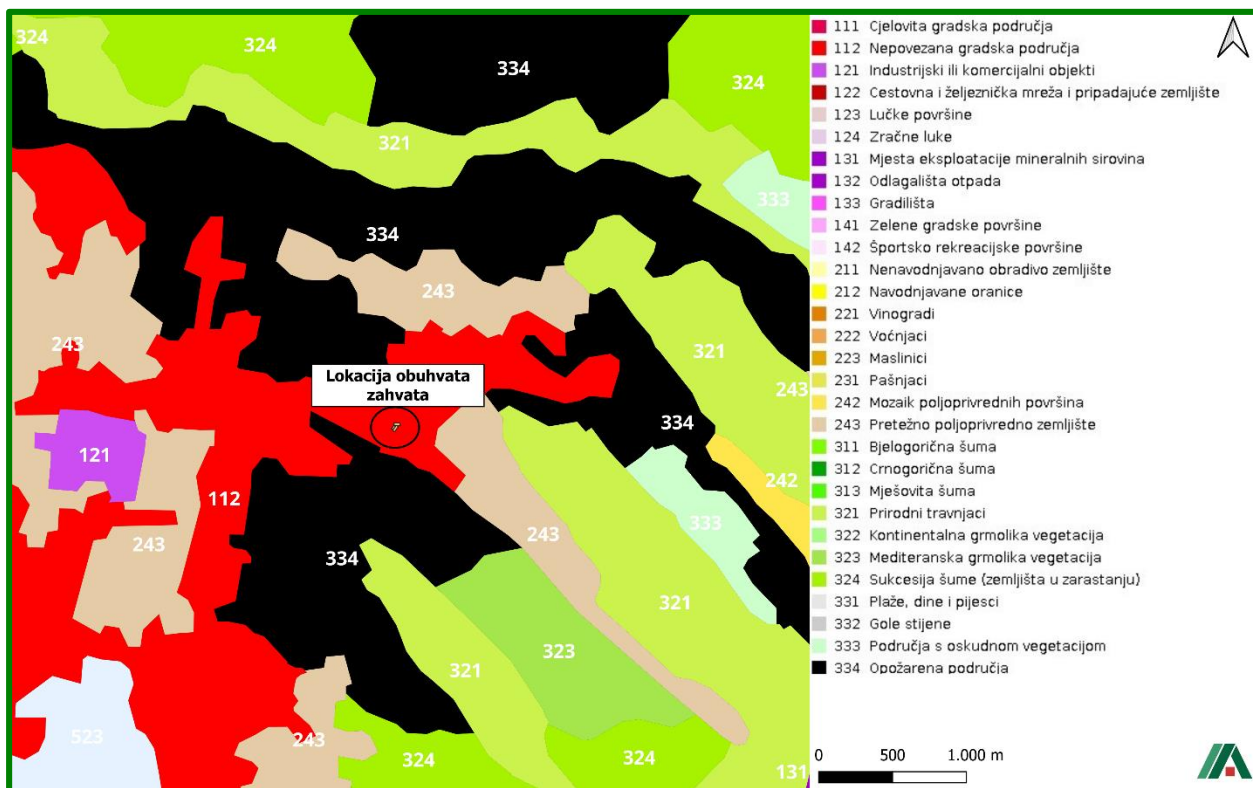 324
324
334
324
321
333
334
243
243
321
243
Lokacija obuhvata
zahvata
334
121
242
112
333
243
243
334
321
323
321
523
243
324
324
131
111 Cjelovita gradska područja
112 Nepovezana gradska područja
121 Industrijski ili komercijalni objekti
122 Cestovna i željeznička mreža i pripadajuće zemljište
123 Lučke površine
124 Zračne luke
131 Mjesta eksploatacije mineralnih sirovina
132 Odlagališta otpada
133 Gradilišta
141 Zelene gradske površine
142 Športsko rekreacijske površine
211 Nenavodnjavano obradivo zemljište
212 Navodnjavane oranice
221 Vinogradi
222 Voćnjaci
223 Maslinici
231 Pašnjaci
242 Mozaik poljoprivrednih površina
243 Pretežno poljoprivredno zemljište
311 Bjelogorična šuma
312 Crnogorična šuma
313 Mješovita šuma
321 Prirodni travnjaci
322 Kontinentalna grmolika vegetacija
323 Mediteranska grmolika vegetacija
324 Sukcesija šume (zemljišta u zarastanju)
331 Plaže, dine i pijesci
332 Gole stijene
333 Područja s oskudnom vegetacijom
334 Opožarena područja
0 500 1.000 m